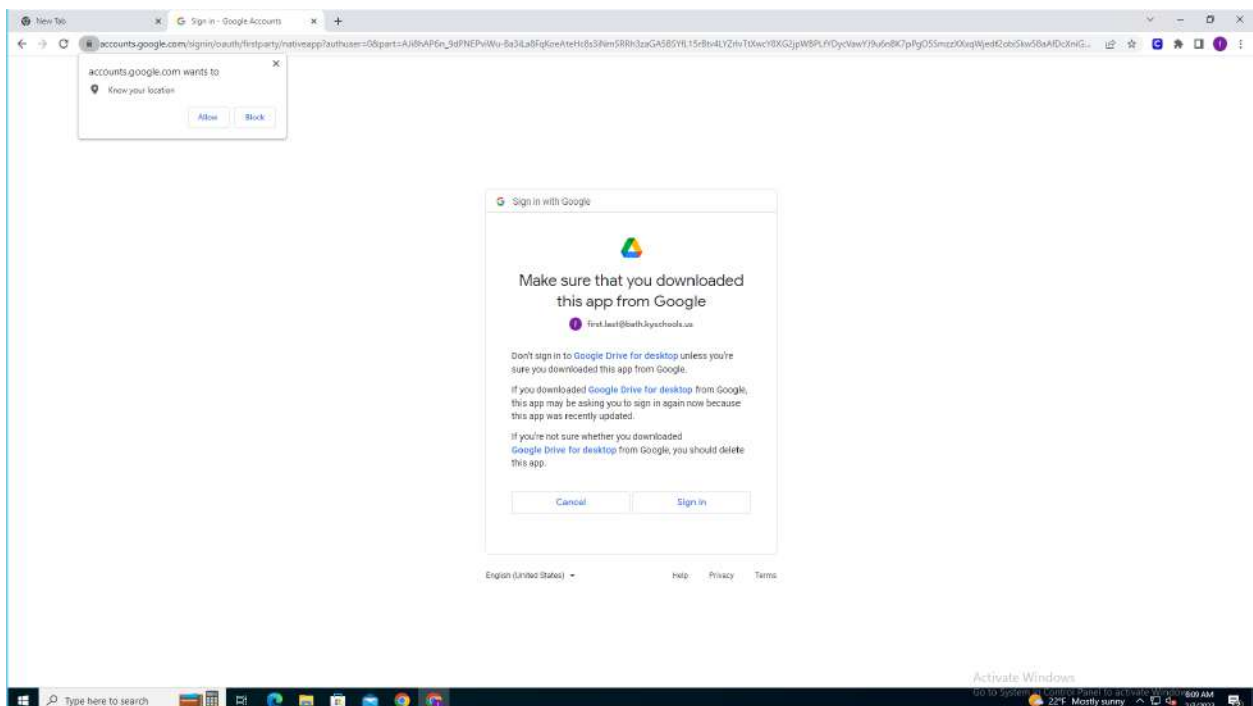 New Tab
Sign in - Google Accounts
accounts.google.com wants to
Know your location
Allow
Block
Sign in with Google
Make sure that you downloaded
this app from Google
first.last@bath.kyschools.us
Don't sign in to Google Drive for desktop unless you're
sure you downloaded this app from Google.
If you downloaded Google Drive for desktop from Google,
this app may be asking you to sign in again now because
this app was recently updated.
If you're not sure whether you downloaded
Google Drive for desktop from Google, you should delete
this app.
Cancel
Sign in
English (United States)
Help
Privacy
Terms
Activate Windows
Go to System in Control Panel to activate Windows
Type here to search
22°F Mostly sunny
6:09 AM